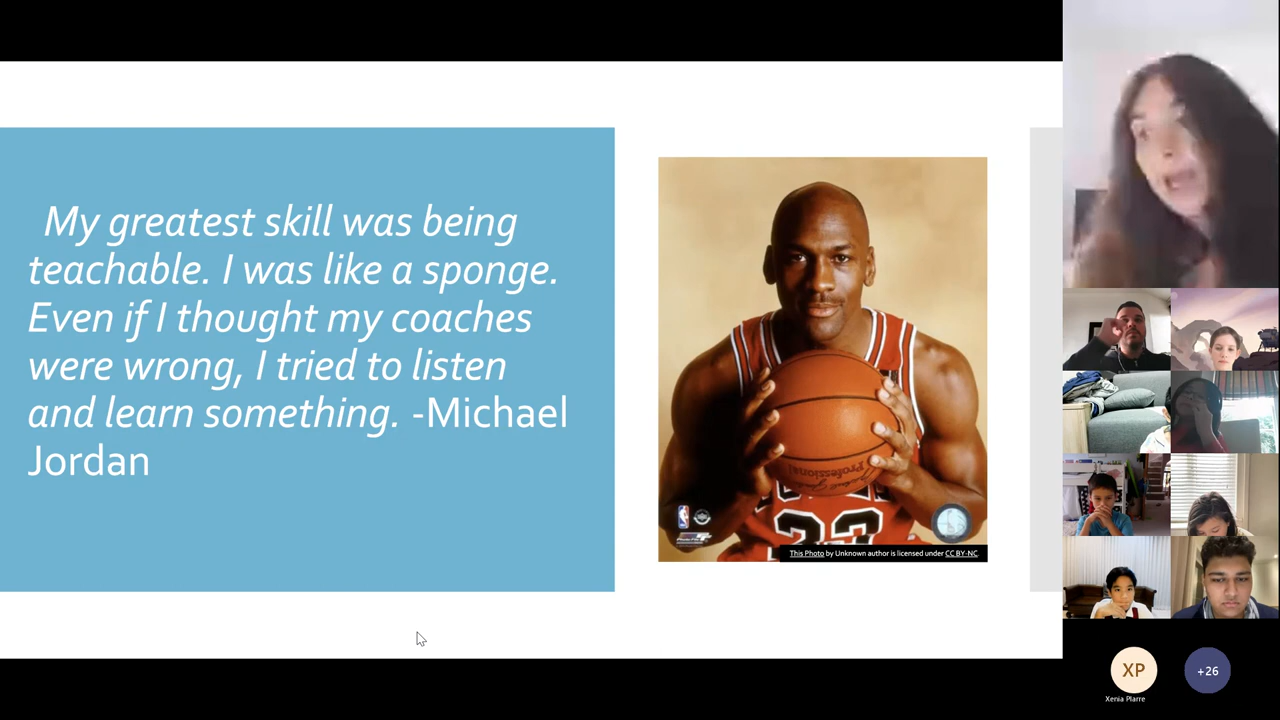 My greatest skill was being
teachable. I was like a sponge.
Even if I thought my coaches
were wrong, I tried to listen
and learn something. -Michael
Jordan
Professional
23
This Photo by Unknown author is licensed under CC BY-NC
XP
+26
Xenia Plarre